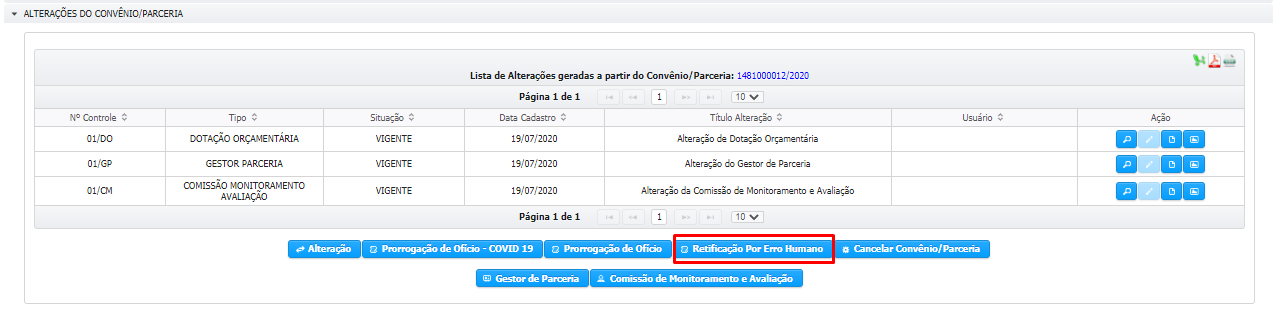 ALTERAÇÕES DO CONVÊNIO/PARCERIA
Lista de Alterações geradas a partir do Convênio/Parceria: 1481000012/2020
Página 1 de 1 1 10
Nº Controle Tipo Situação Data Cadastro Título Alteração Usuário Ação
01/DO DOTAÇÃO ORÇAMENTÁRIA VIGENTE 19/07/2020 Alteração de Dotação Orçamentária
01/GP GESTOR PARCERIA VIGENTE 19/07/2020 Alteração do Gestor de Parceria
01/CM COMISSÃO MONITORAMENTO AVALIAÇÃO VIGENTE 19/07/2020 Alteração da Comissão de Monitoramento e Avaliação
Página 1 de 1 1 10
Alteração Prorrogação de Ofício - COVID 19 Prorrogação de Ofício Retificação Por Erro Humano Cancelar Convênio/Parceria
Gestor de Parceria Comissão de Monitoramento e Avaliação